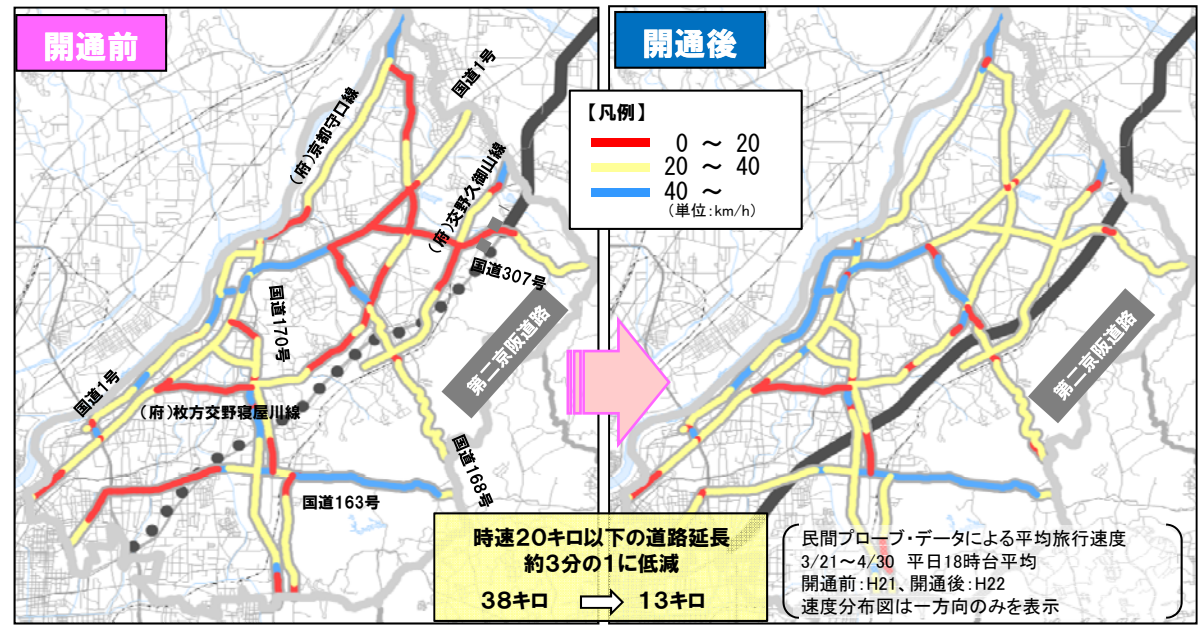 開通前
(府)京都守口線
国道1号
(府)交野久御山線
国道307号
国道170号
第二京阪道路
国道1号
(府)枚方交野寝屋川線
国道168号
国道163号
開通後
【凡例】
0 ～ 20
20 ～ 40
40 ～
(単位:km/h)
第二京阪道路
時速20キロ以下の道路延長
約3分の1に低減
38キロ ⇒ 13キロ
民間プローブ・データによる平均旅行速度
3/21～4/30 平日18時台平均
開通前:H21、開通後:H22
速度分布図は一方向のみを表示